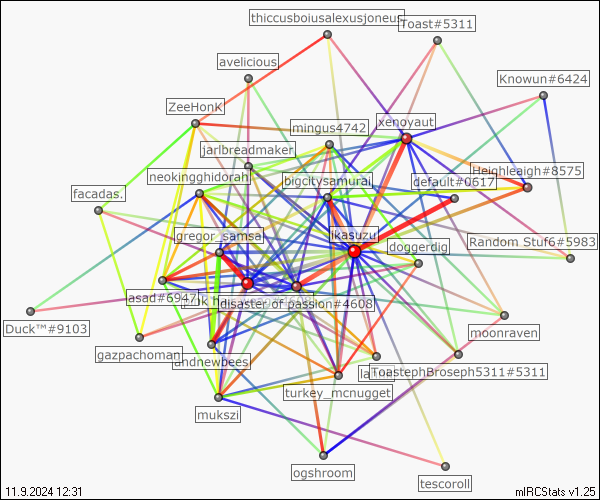 thiccusboiusalexusjoneus
Toast#5311
avelicious
Knowun#6424
ZeeHonK
xenoyaut
mingus4742
jarlbreadmaker
Heighleaigh#8575
neokingghidorah
bigcitysamurai
default#0617
facadas.
ikasuzu
gregor_samsa
doggerdig
Random Stuf6#5983
asad#6947
disaster of passion#4608
moonraven
Duck™#9103
gazpachoman
andnewbees
ToastephBroseph5311#5311
turkey_mcnugget
mukszi
ogshroom
tescoroll
11.9.2024 12:31
mIRCStats v1.25